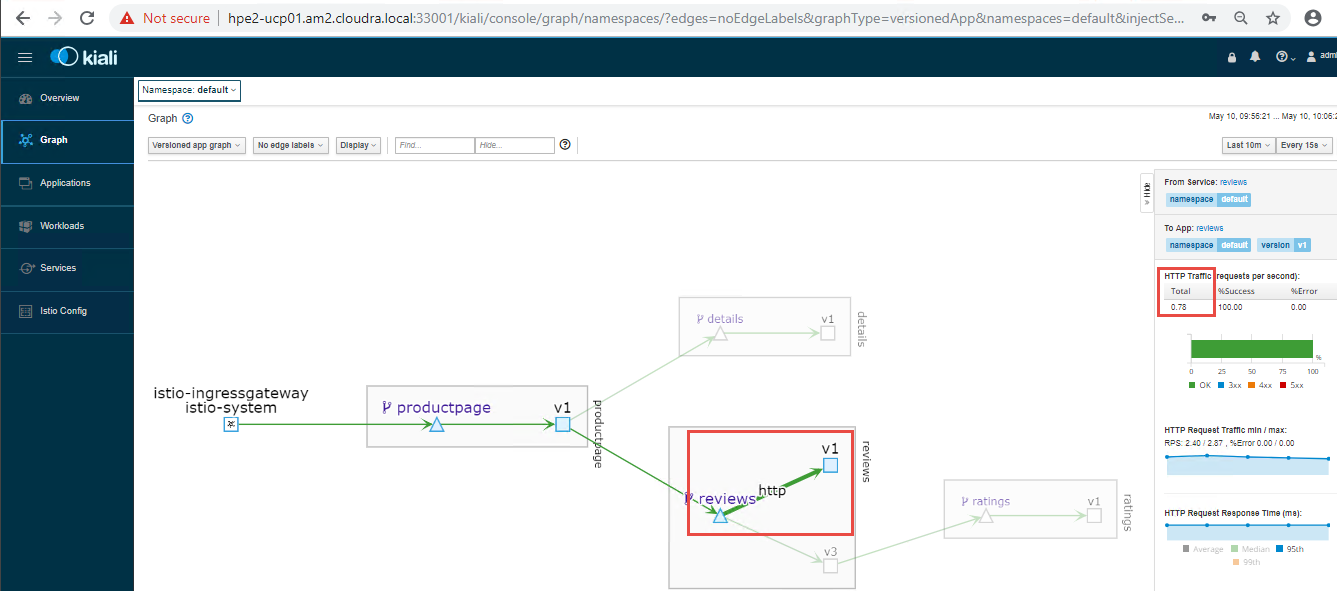 Not secure | hpe2-ucp01.am2.cloudra.local:33001/kiali/console/graph/namespaces/?edges=noEdgeLabels&graphType=versionedApp&namespaces=default&injectSe...
kiali
Namespace: default
Overview
Graph
Applications
Workloads
Services
Istio Config
Graph
May 10, 09:56:21 ... May 10, 10:06:2
Versioned app graph
No edge labels
Display
Find...
Hide...
Last 10m
Every 15s
Hide
From Service: reviews
namespace default
To App: reviews
namespace default version v1
HTTP Traffic (requests per second):
Total %Success %Error
0.78 100.00 0.00
%
0 25 50 75 100
OK 3xx 4xx 5xx
HTTP Request Traffic min / max:
RPS: 2.40 / 2.87 , %Error 0.00 / 0.00
HTTP Request Response Time (ms):
Average Median 95th
99th
istio-ingressgateway
istio-system
productpage
v1
productpage
details
v1
details
reviews
http
v1
v3
reviews
ratings
v1
ratings